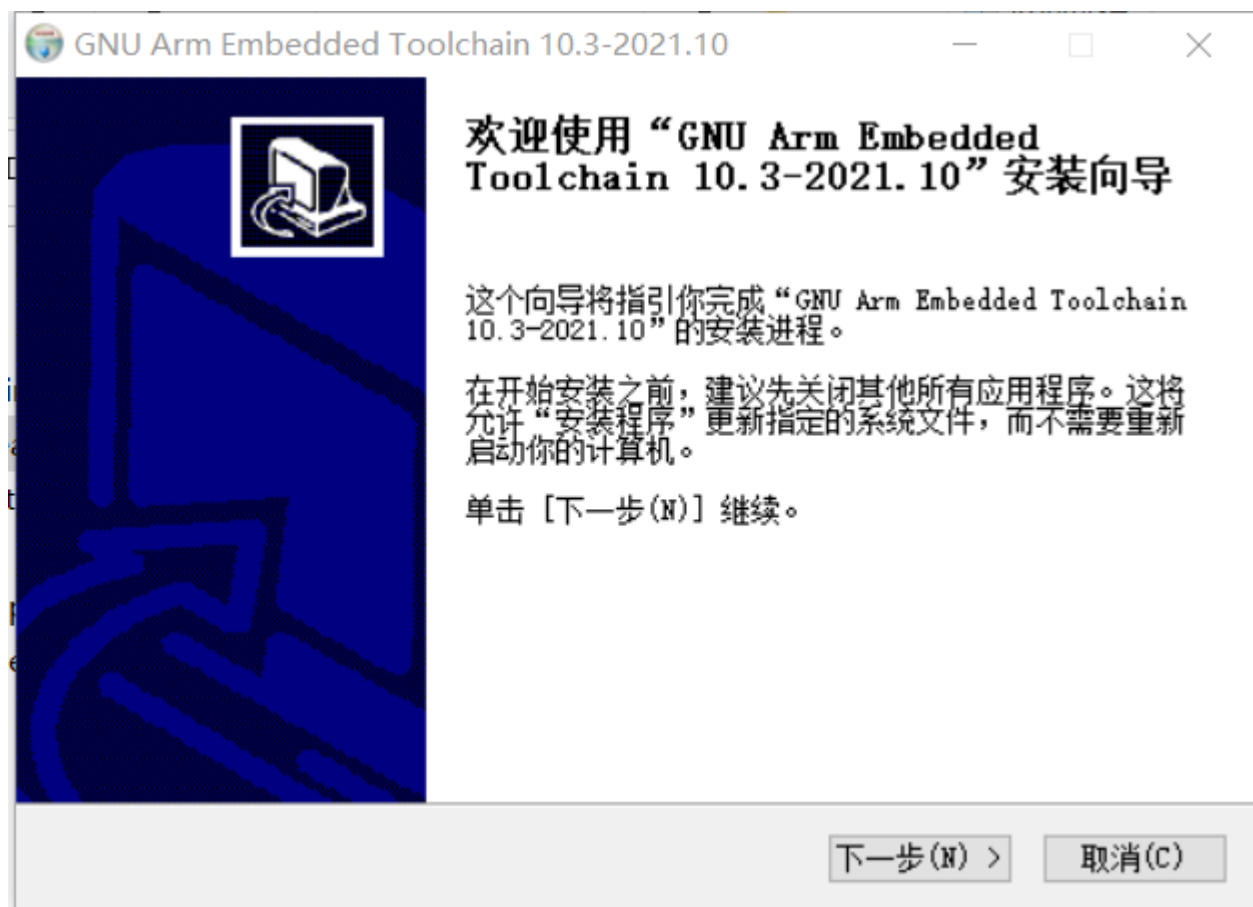 GNU Arm Embedded Toolchain 10.3-2021.10
欢迎使用“GNU Arm Embedded
Toolchain 10.3-2021.10”安装向导
这个向导将指引你完成“GNU Arm Embedded Toolchain
10.3-2021.10”的安装进程。
在开始安装之前，建议先关闭其他所有应用程序。这将
允许“安装程序”更新指定的系统文件，而不需要重新
启动你的计算机。
单击 [下一步(N)] 继续。
下一步(N) >
取消(C)